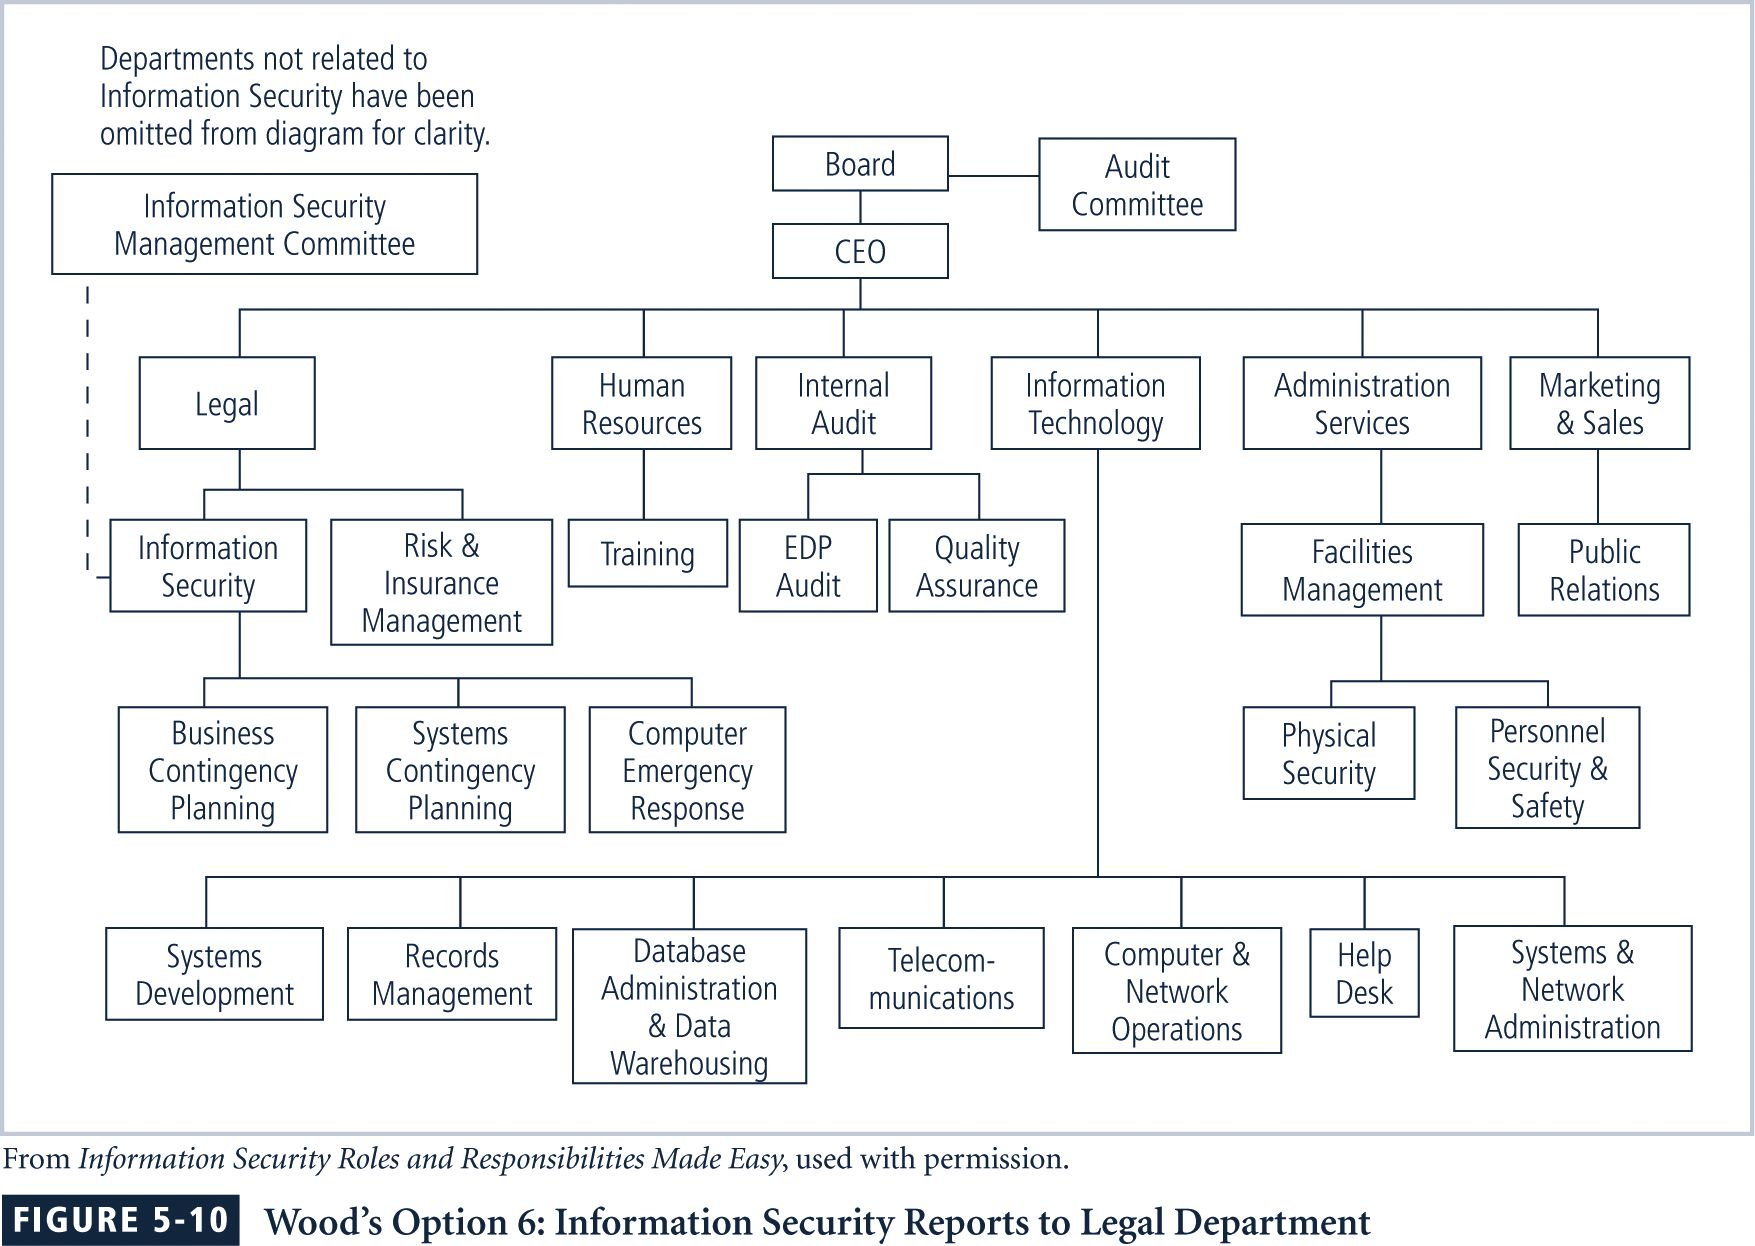 Departments not related to
Information Security have been
omitted from diagram for clarity.
Information Security
Management Committee
Board
Audit
Committee
CEO
Legal
Human
Resources
Internal
Audit
Information
Technology
Administration
Services
Marketing
& Sales
Information
Security
Risk &
Insurance
Management
Training
EDP
Audit
Quality
Assurance
Facilities
Management
Public
Relations
Business
Contingency
Planning
Systems
Contingency
Planning
Computer
Emergency
Response
Physical
Security
Personnel
Security &
Safety
Systems
Development
Records
Management
Database
Administration
& Data
Warehousing
Telecom-
munications
Computer &
Network
Operations
Help
Desk
Systems &
Network
Administration
From Information Security Roles and Responsibilities Made Easy, used with permission.
FIGURE 5-10 Wood’s Option 6: Information Security Reports to Legal Department